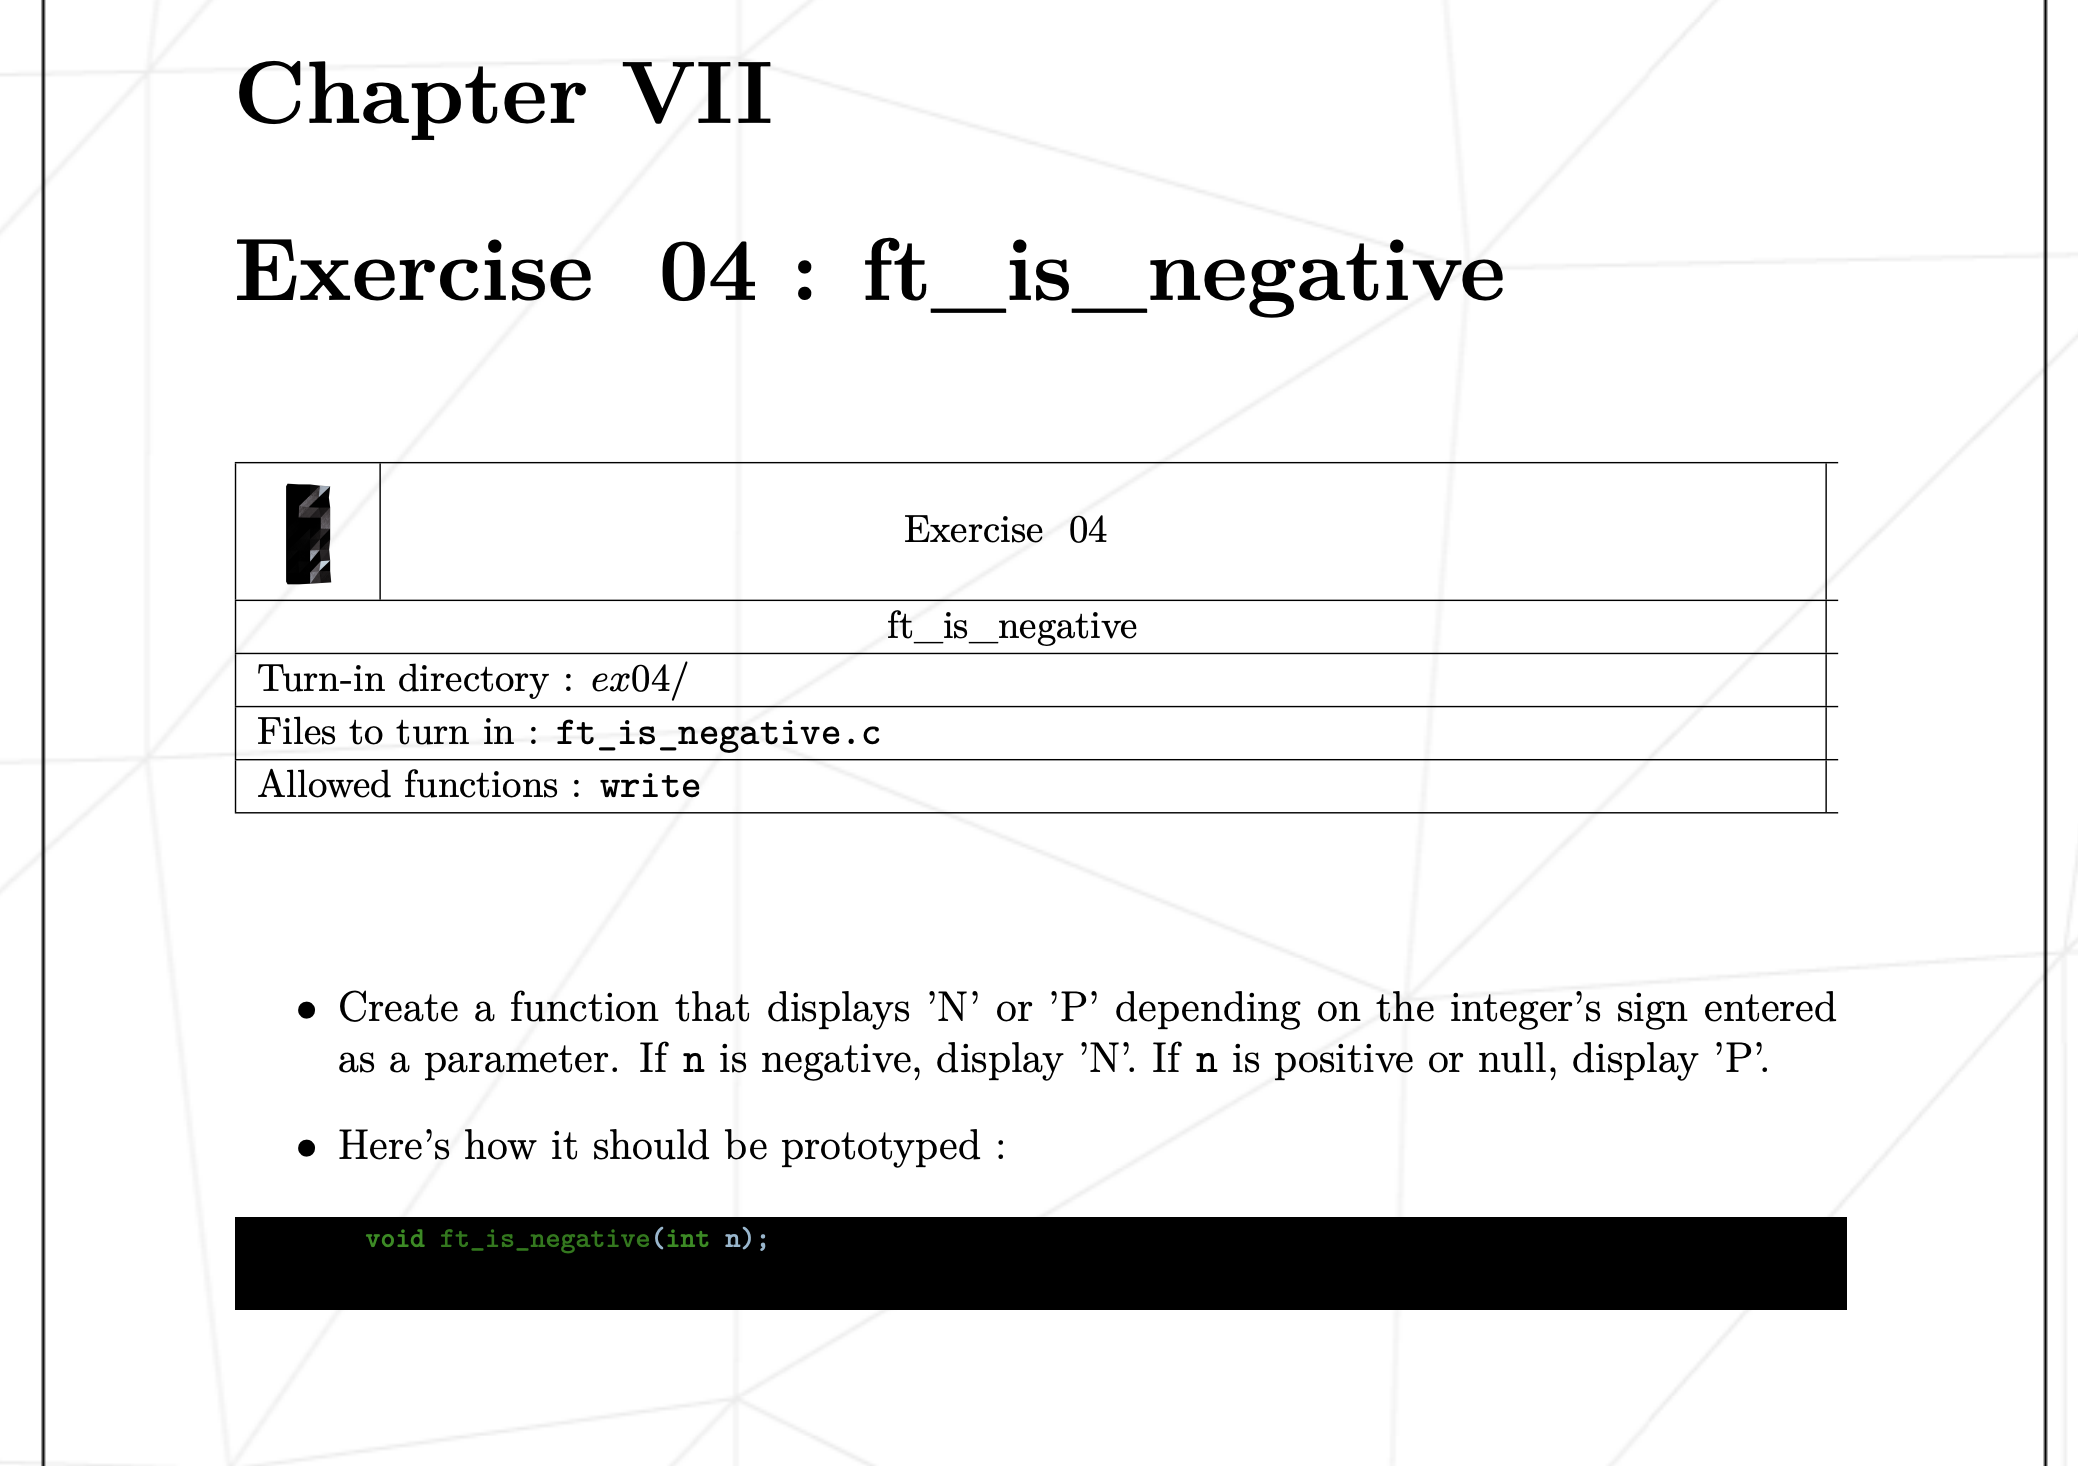 Chapter VII
Exercise 04 : ft_is_negative
Exercise 04
ft_is_negative
Turn-in directory : ex04/
Files to turn in : ft_is_negative.c
Allowed functions : write
• Create a function that displays ’N’ or ’P’ depending on the integer’s sign entered
as a parameter. If n is negative, display ’N’. If n is positive or null, display ’P’.
• Here’s how it should be prototyped :
void ft_is_negative(int n);